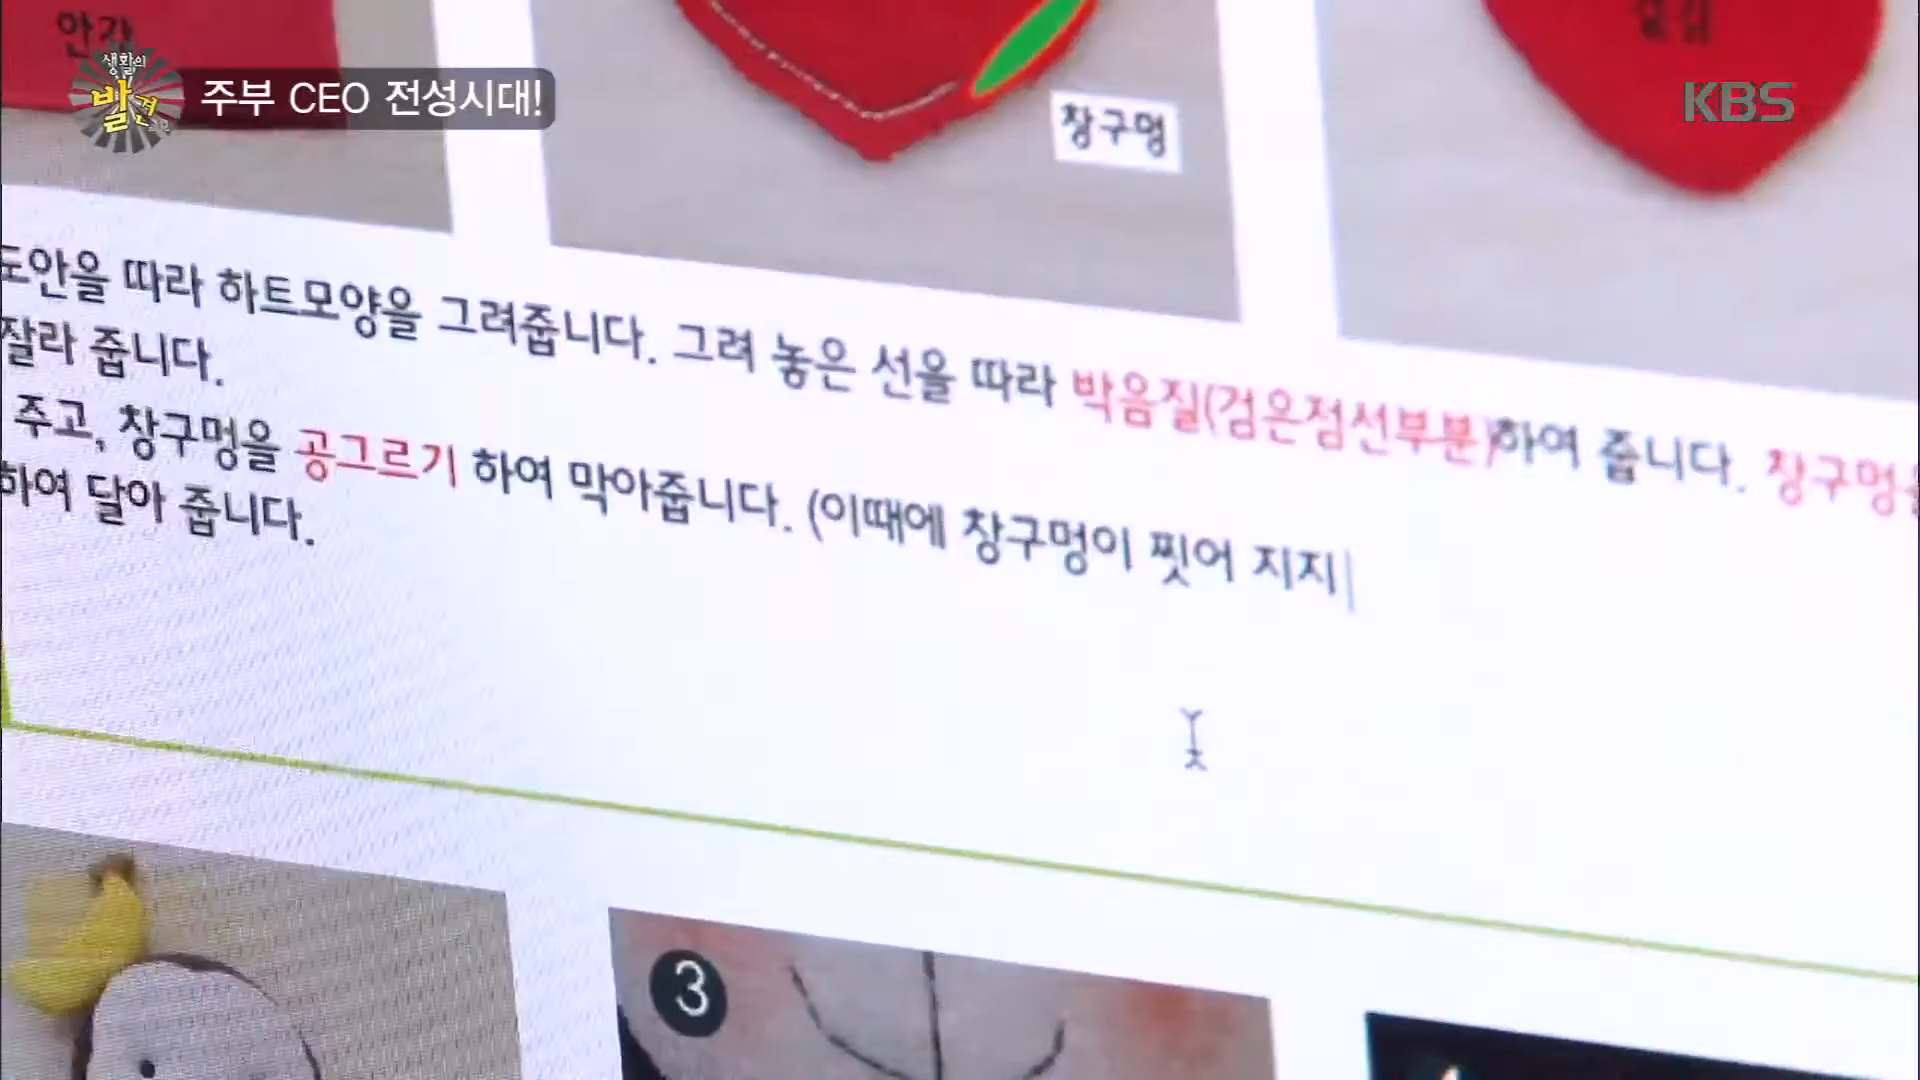 안감
생활의
발견
주부 CEO 전성시대!
KBS
창구멍
겉감
도안을 따라 하트모양을 그려줍니다. 그려 놓은 선을 따라 박음질(검은점선부분)하여 줍니다. 창구멍을
잘라 줍니다.
주고, 창구멍을 공그르기 하여 막아줍니다. (이때에 창구멍이 찟어 지지
하여 달아 줍니다.
3